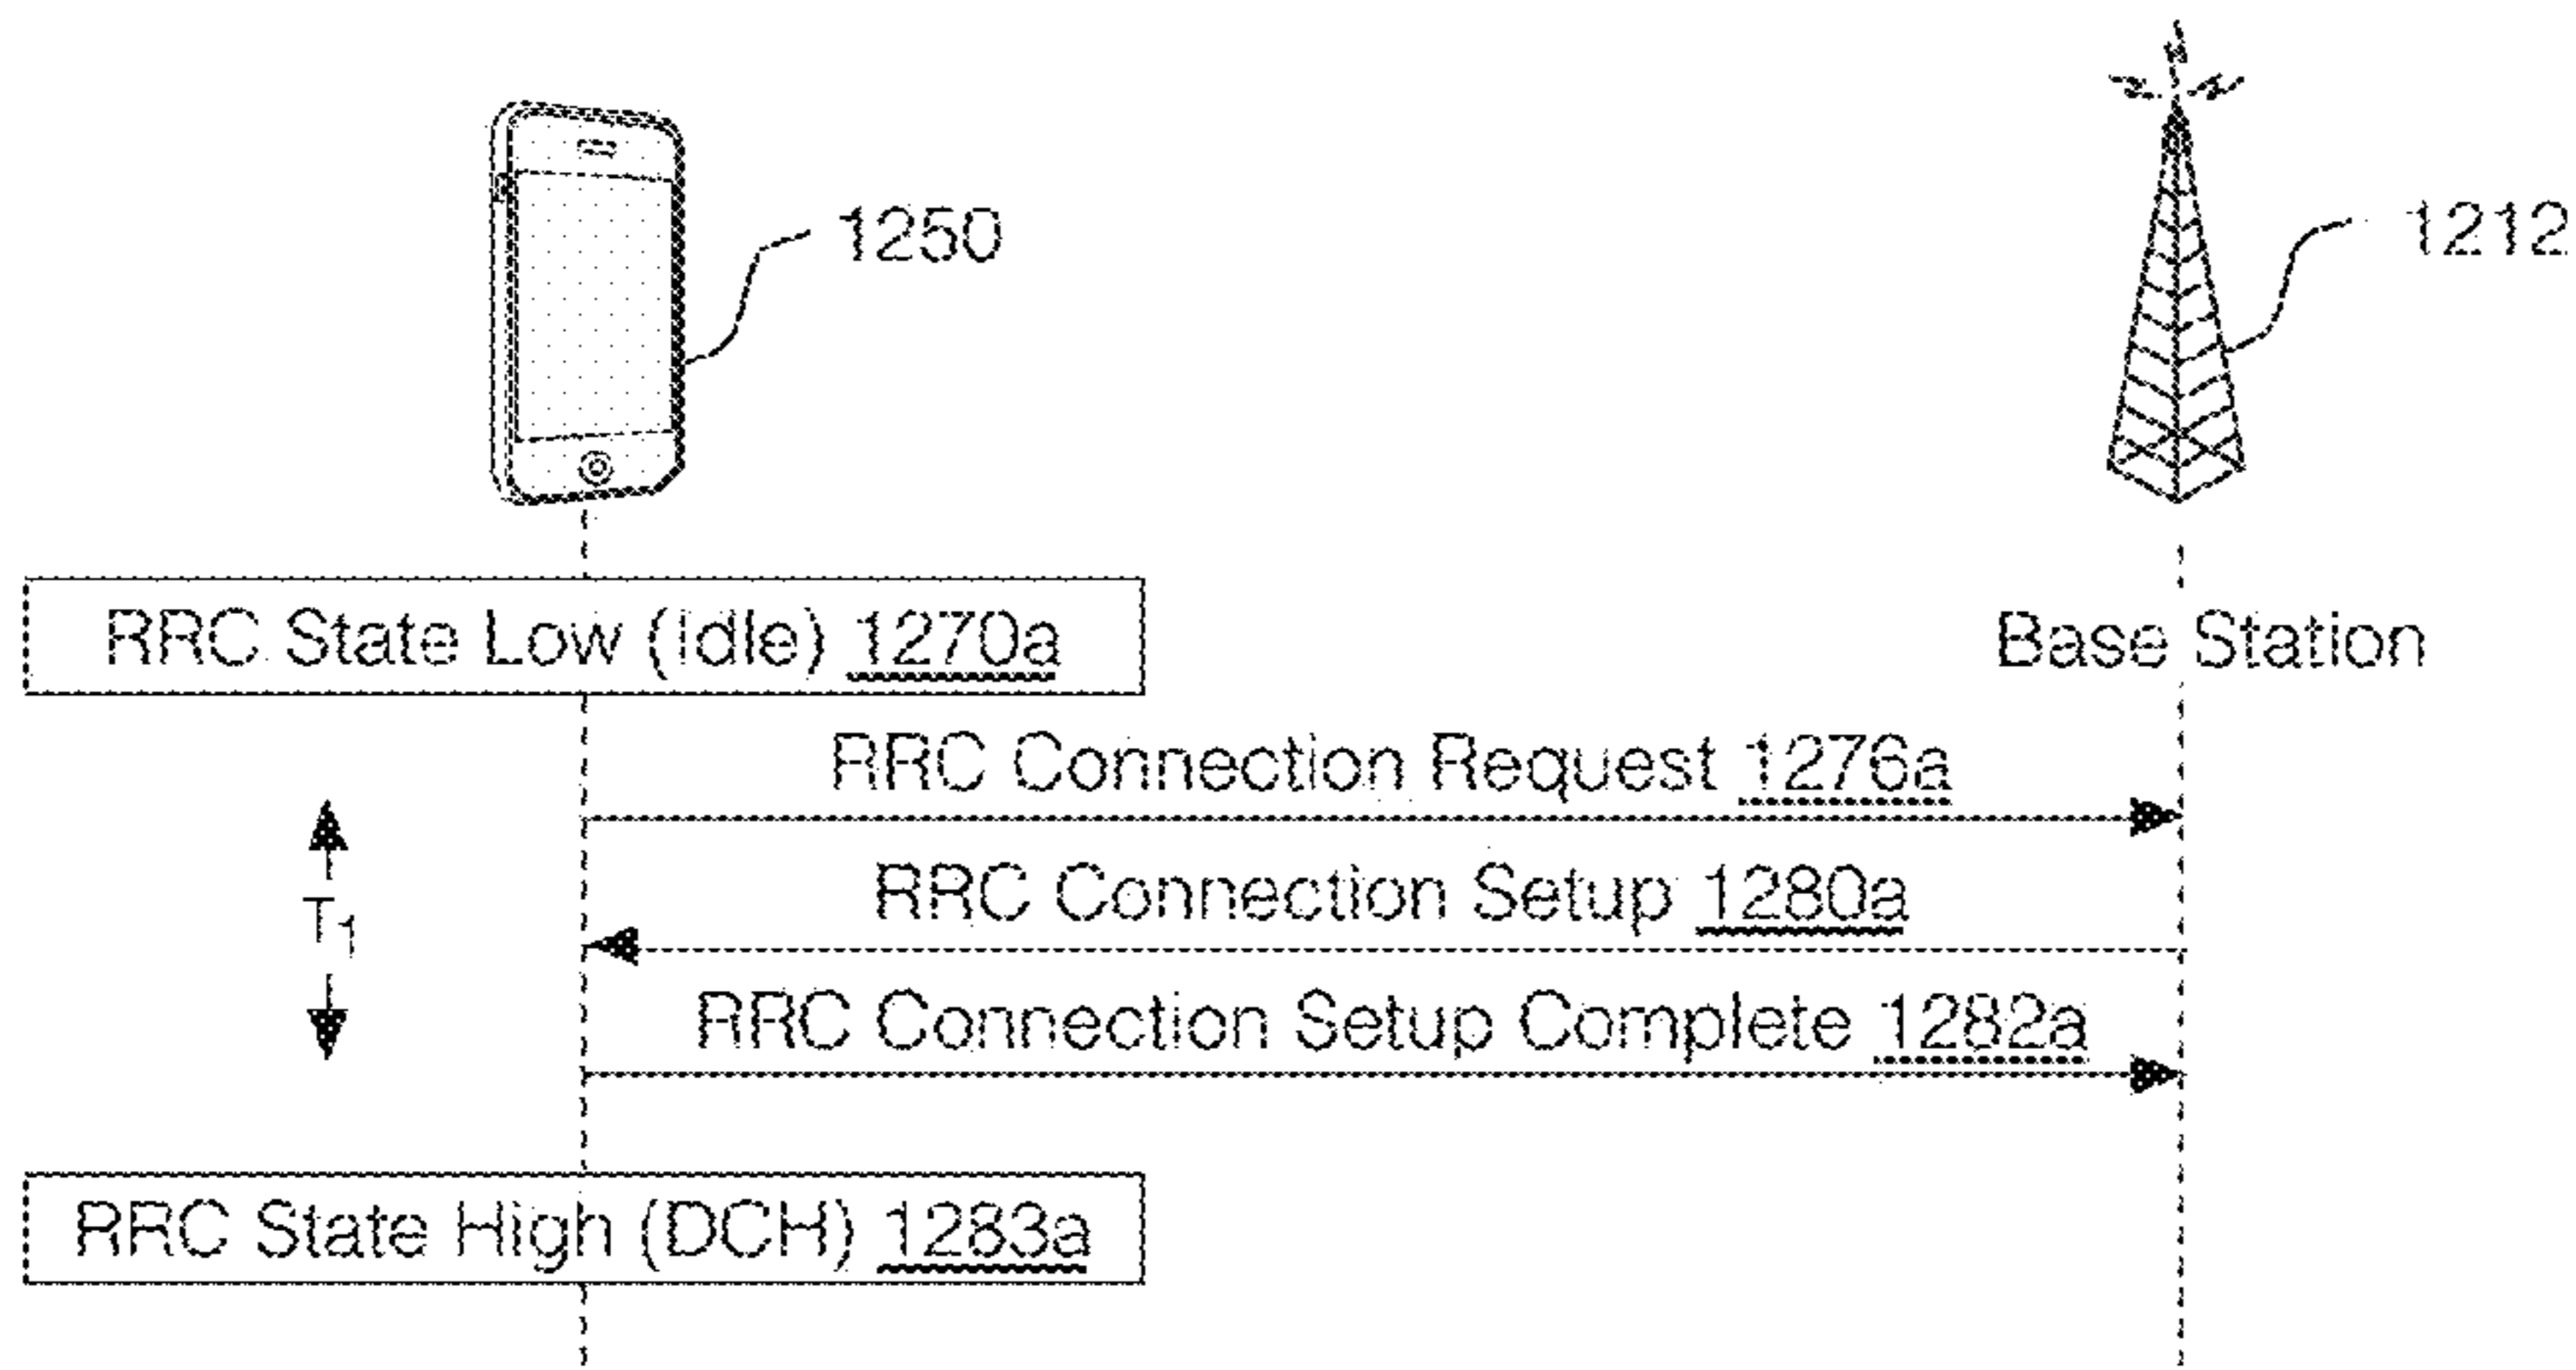 1250
1212
RRC State Low (Idle) 1270a
Base Station
RRC Connection Request 1276a
RRC Connection Setup 1280a
T1
RRC Connection Setup Complete 1282a
RRC State High (DCH) 1283a